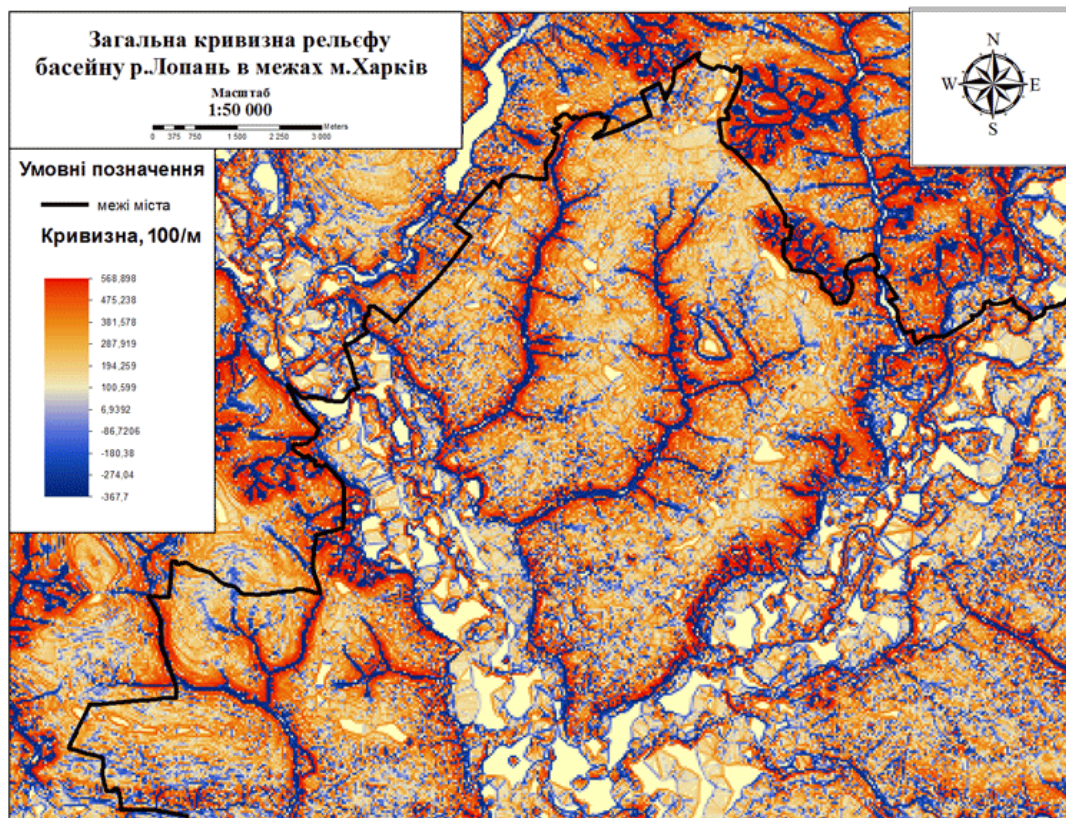 Загальна кривизна рельєфу
басейну р.Лопань в межах м.Харків
Масштаб
1:50 000
Meters
0 375 750 1 500 2 250 3 000
Умовні позначення
межі міста
Кривизна, 100/м
568,898
475,238
381,578
287,919
194,259
100,599
6,9392
-86,7206
-180,38
-274,04
-367,7
N
W E
S